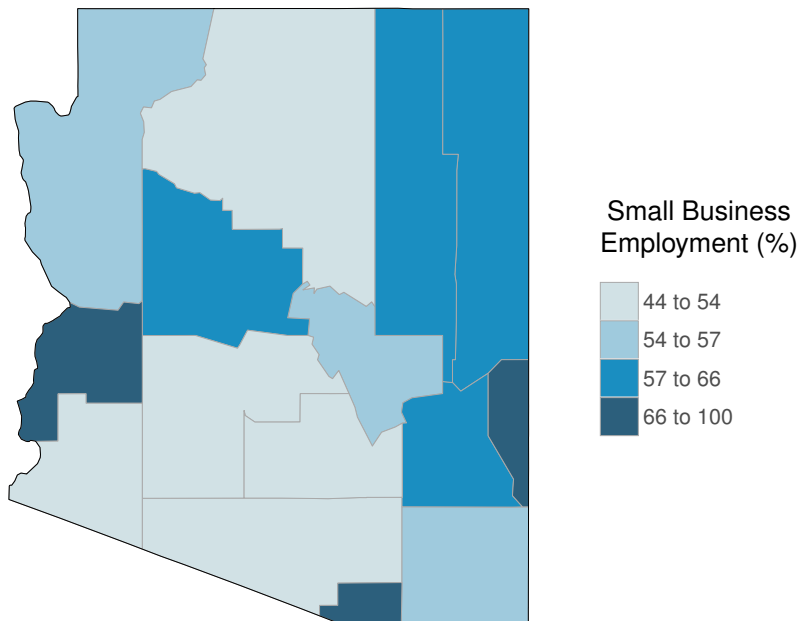 Small Business
Employment (%)
44 to 54
54 to 57
57 to 66
66 to 100